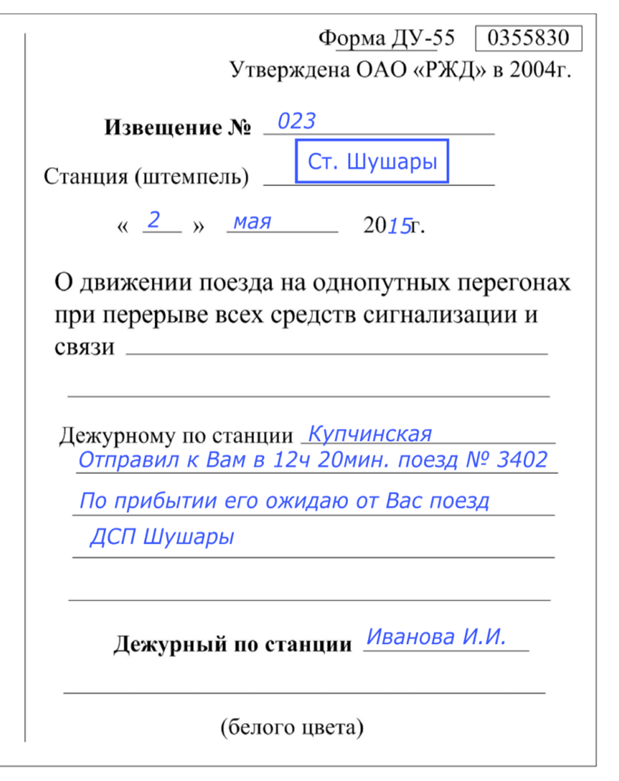 Форма ДУ-55 0355830
Утверждена ОАО «РЖД» в 2004г.
Извещение № 023
Станция (штемпель) Ст. Шушары
« 2 » мая 2015г.
О движении поезда на однопутных перегонах
при перерыве всех средств сигнализации и
связи
Дежурному по станции Купчинская
Отправил к Вам в 12ч 20мин. поезд № 3402
По прибытии его ожидаю от Вас поезд
ДСП Шушары
Дежурный по станции Иванова И.И.
(белого цвета)